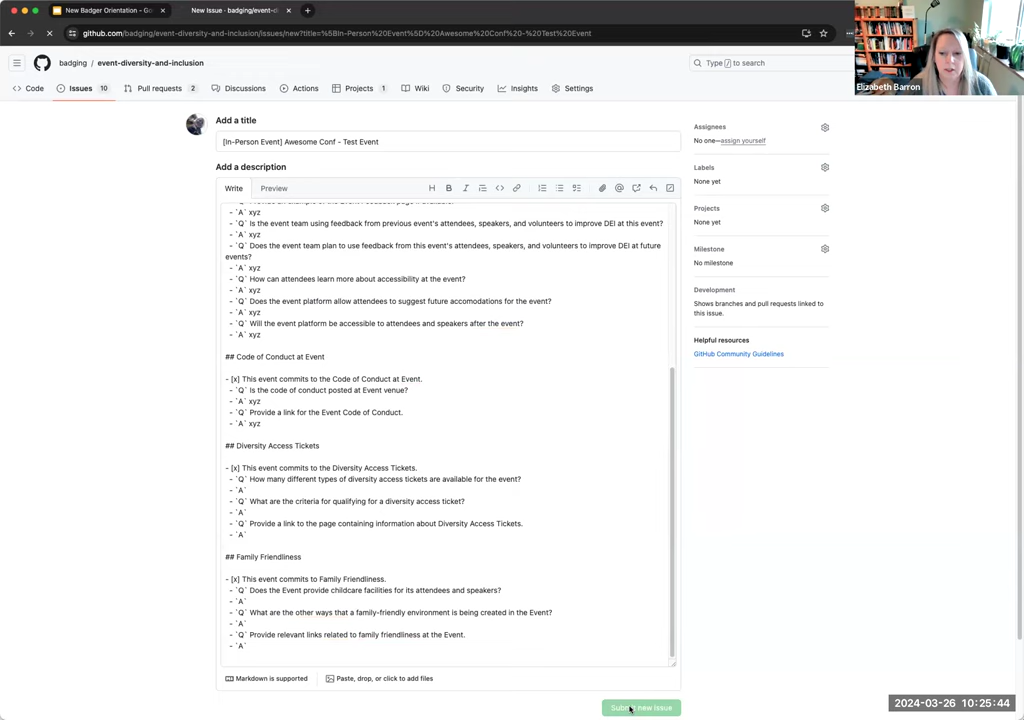 New Badger Orientation - Go
New Issue · badging/event-d
github.com/badging/event-diversity-and-inclusion/issues/new?title=%5BIn-Person%20Event%5D%20Awesome%20Conf%20-%20Test%20Event
badging / event-diversity-and-inclusion
Type / to search
Elizabeth Barron
Code
Issues 10
Pull requests 2
Discussions
Actions
Projects 1
Wiki
Security
Insights
Settings
Add a title
[In-Person Event] Awesome Conf - Test Event
Add a description
Write
Preview
- `A` xyz
- `Q` Is the event team using feedback from previous event's attendees, speakers, and volunteers to improve DEI at this event?
- `A` xyz
- `Q` Does the event team plan to use feedback from this event's attendees, speakers, and volunteers to improve DEI at future
events?
- `A` xyz
- `Q` How can attendees learn more about accessibility at the event?
- `A` xyz
- `Q` Does the event platform allow attendees to suggest future accomodations for the event?
- `A` xyz
- `Q` Will the event platform be accessible to attendees and speakers after the event?
- `A` xyz
## Code of Conduct at Event
- [x] This event commits to the Code of Conduct at Event.
- `Q` Is the code of conduct posted at Event venue?
- `A` xyz
- `Q` Provide a link for the Event Code of Conduct.
- `A` xyz
## Diversity Access Tickets
- [x] This event commits to the Diversity Access Tickets.
- `Q` How many different types of diversity access tickets are available for the event?
- `A`
- `Q` What are the criteria for qualifying for a diversity access ticket?
- `A`
- `Q` Provide a link to the page containing information about Diversity Access Tickets.
- `A`
## Family Friendliness
- [x] This event commits to Family Friendliness.
- `Q` Does the Event provide childcare facilities for its attendees and speakers?
- `A`
- `Q` What are the other ways that a family-friendly environment is being created in the Event?
- `A`
- `Q` Provide relevant links related to family friendliness at the Event.
- `A`
Markdown is supported
Paste, drop, or click to add files
Submit new issue
Assignees
No one—assign yourself
Labels
None yet
Projects
None yet
Milestone
No milestone
Development
Shows branches and pull requests linked to
this issue.
Helpful resources
GitHub Community Guidelines
2024-03-26 10:25:44